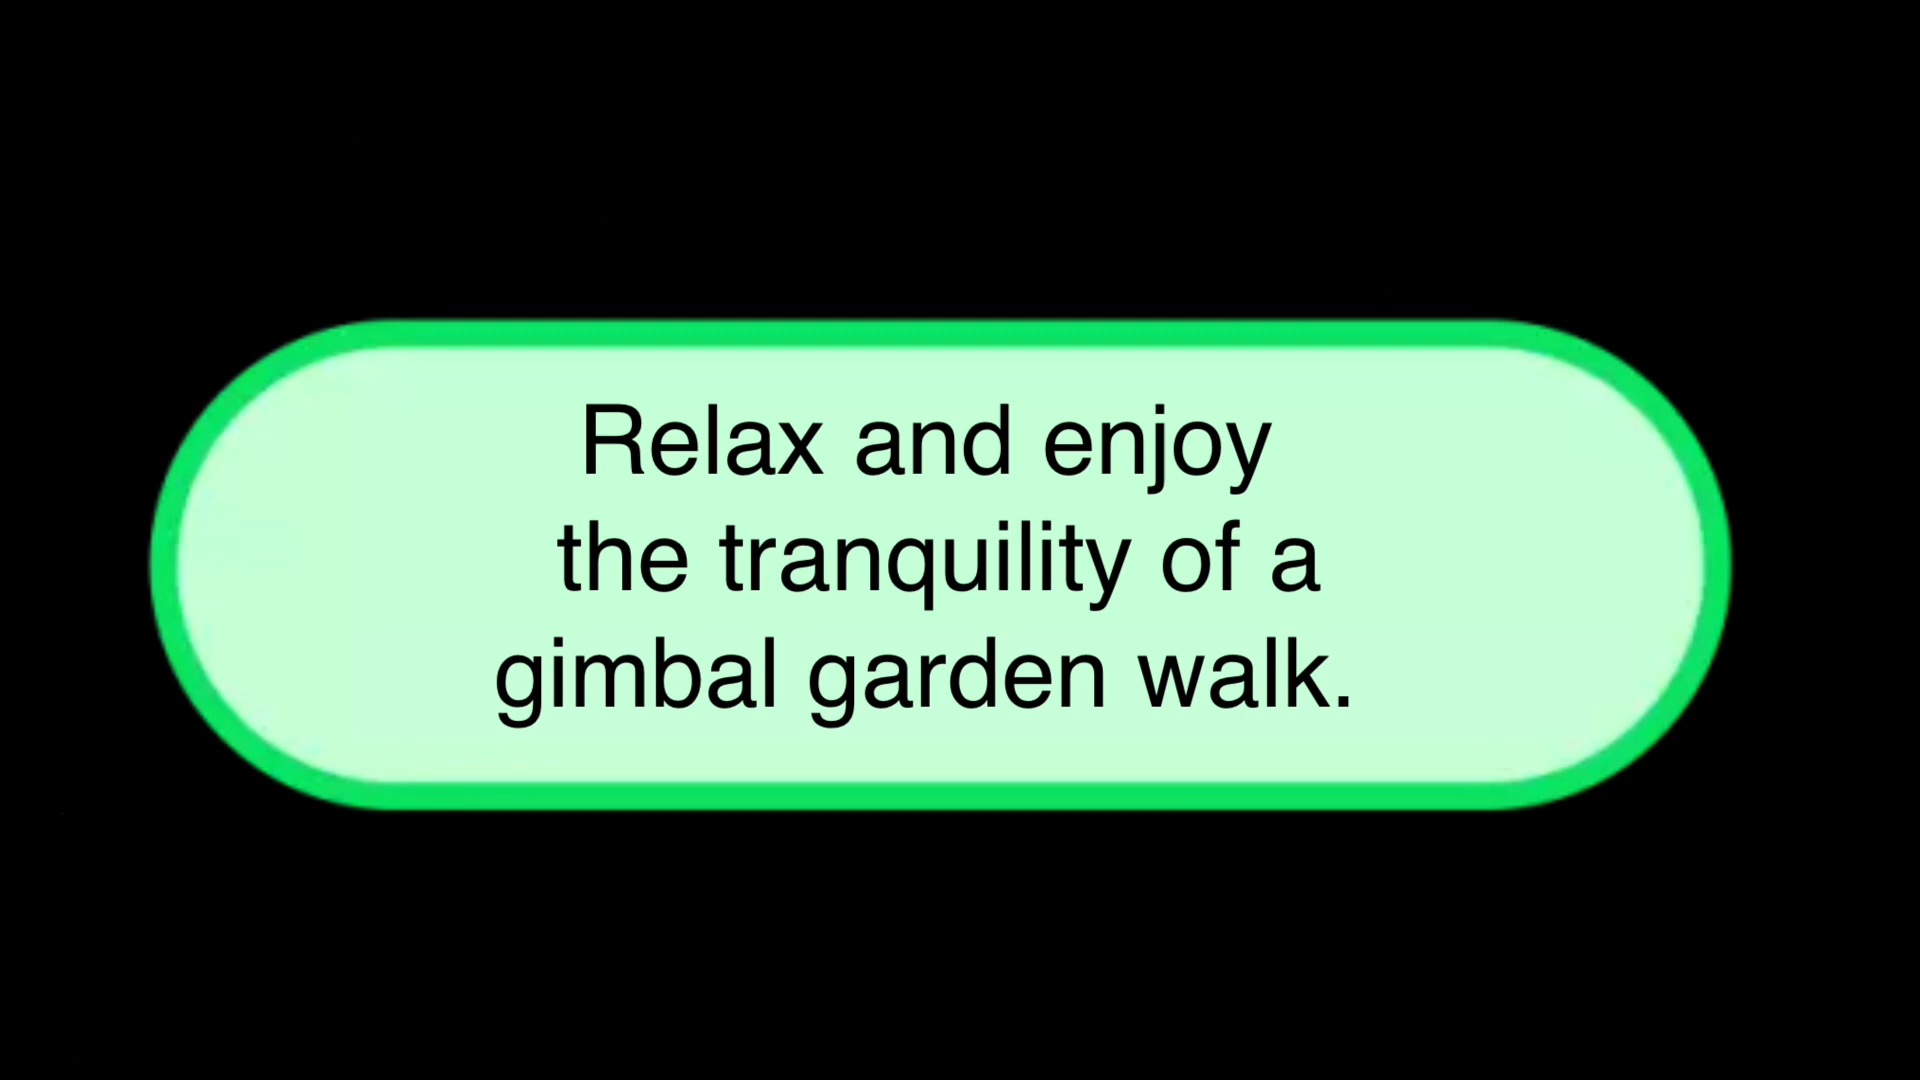 Relax and enjoy
the tranquility of a
gimbal garden walk.